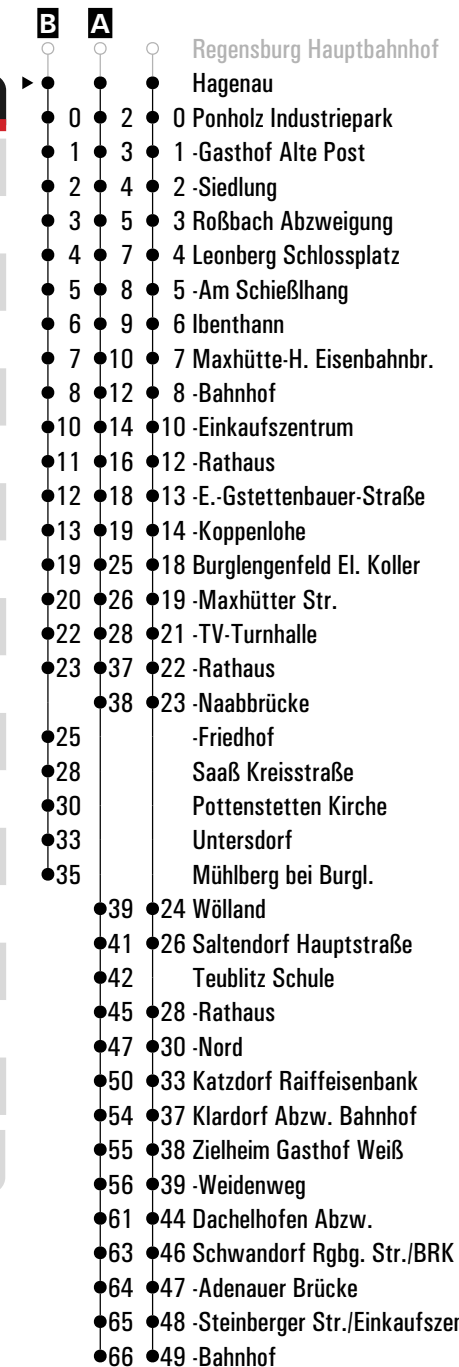 B A
Regensburg Hauptbahnhof
Hagenau
0 2 0 Ponholz Industriepark
1 3 1 -Gasthof Alte Post
2 4 2 -Siedlung
3 5 3 Roßbach Abzweigung
4 7 4 Leonberg Schlossplatz
5 8 5 -Am Schießlhang
6 9 6 Ibenthann
7 10 7 Maxhütte-H. Eisenbahnbr.
8 12 8 -Bahnhof
10 14 10 -Einkaufszentrum
11 16 12 -Rathaus
12 18 13 -E.-Gstettenbauer-Straße
13 19 14 -Koppenlohe
19 25 18 Burglengenfeld El. Koller
20 26 19 -Maxhütter Str.
22 28 21 -TV-Turnhalle
23 37 22 -Rathaus
38 23 -Naabbrücke
25 -Friedhof
28 Saaß Kreisstraße
30 Pottenstetten Kirche
33 Untersdorf
35 Mühlberg bei Burgl.
39 24 Wölland
41 26 Saltendorf Hauptstraße
42 Teublitz Schule
45 28 -Rathaus
47 30 -Nord
50 33 Katzdorf Raiffeisenbank
54 37 Klardorf Abzw. Bahnhof
55 38 Zielheim Gasthof Weiß
56 39 -Weidenweg
61 44 Dachelhofen Abzw.
63 46 Schwandorf Rgbg. Str./BRK
64 47 -Adenauer Brücke
65 48 -Steinberger Str./Einkaufszer
66 49 -Bahnhof